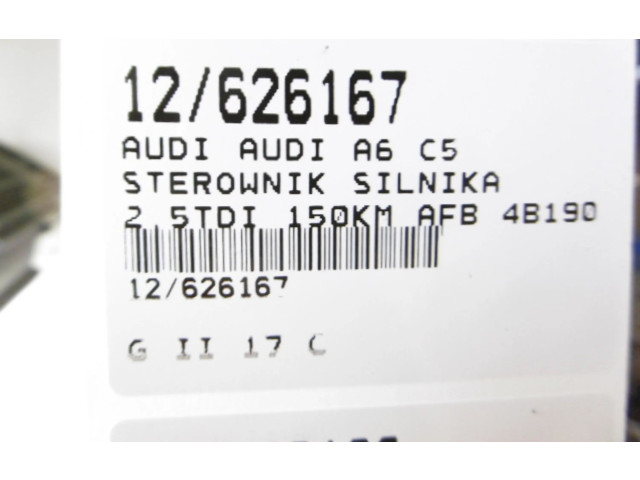 12/626167
AUDI AUDI A6 C5
STEROWNIK SILNIKA
2,5TDI 150KM AFB 4B190
12/626167
G II 17 C